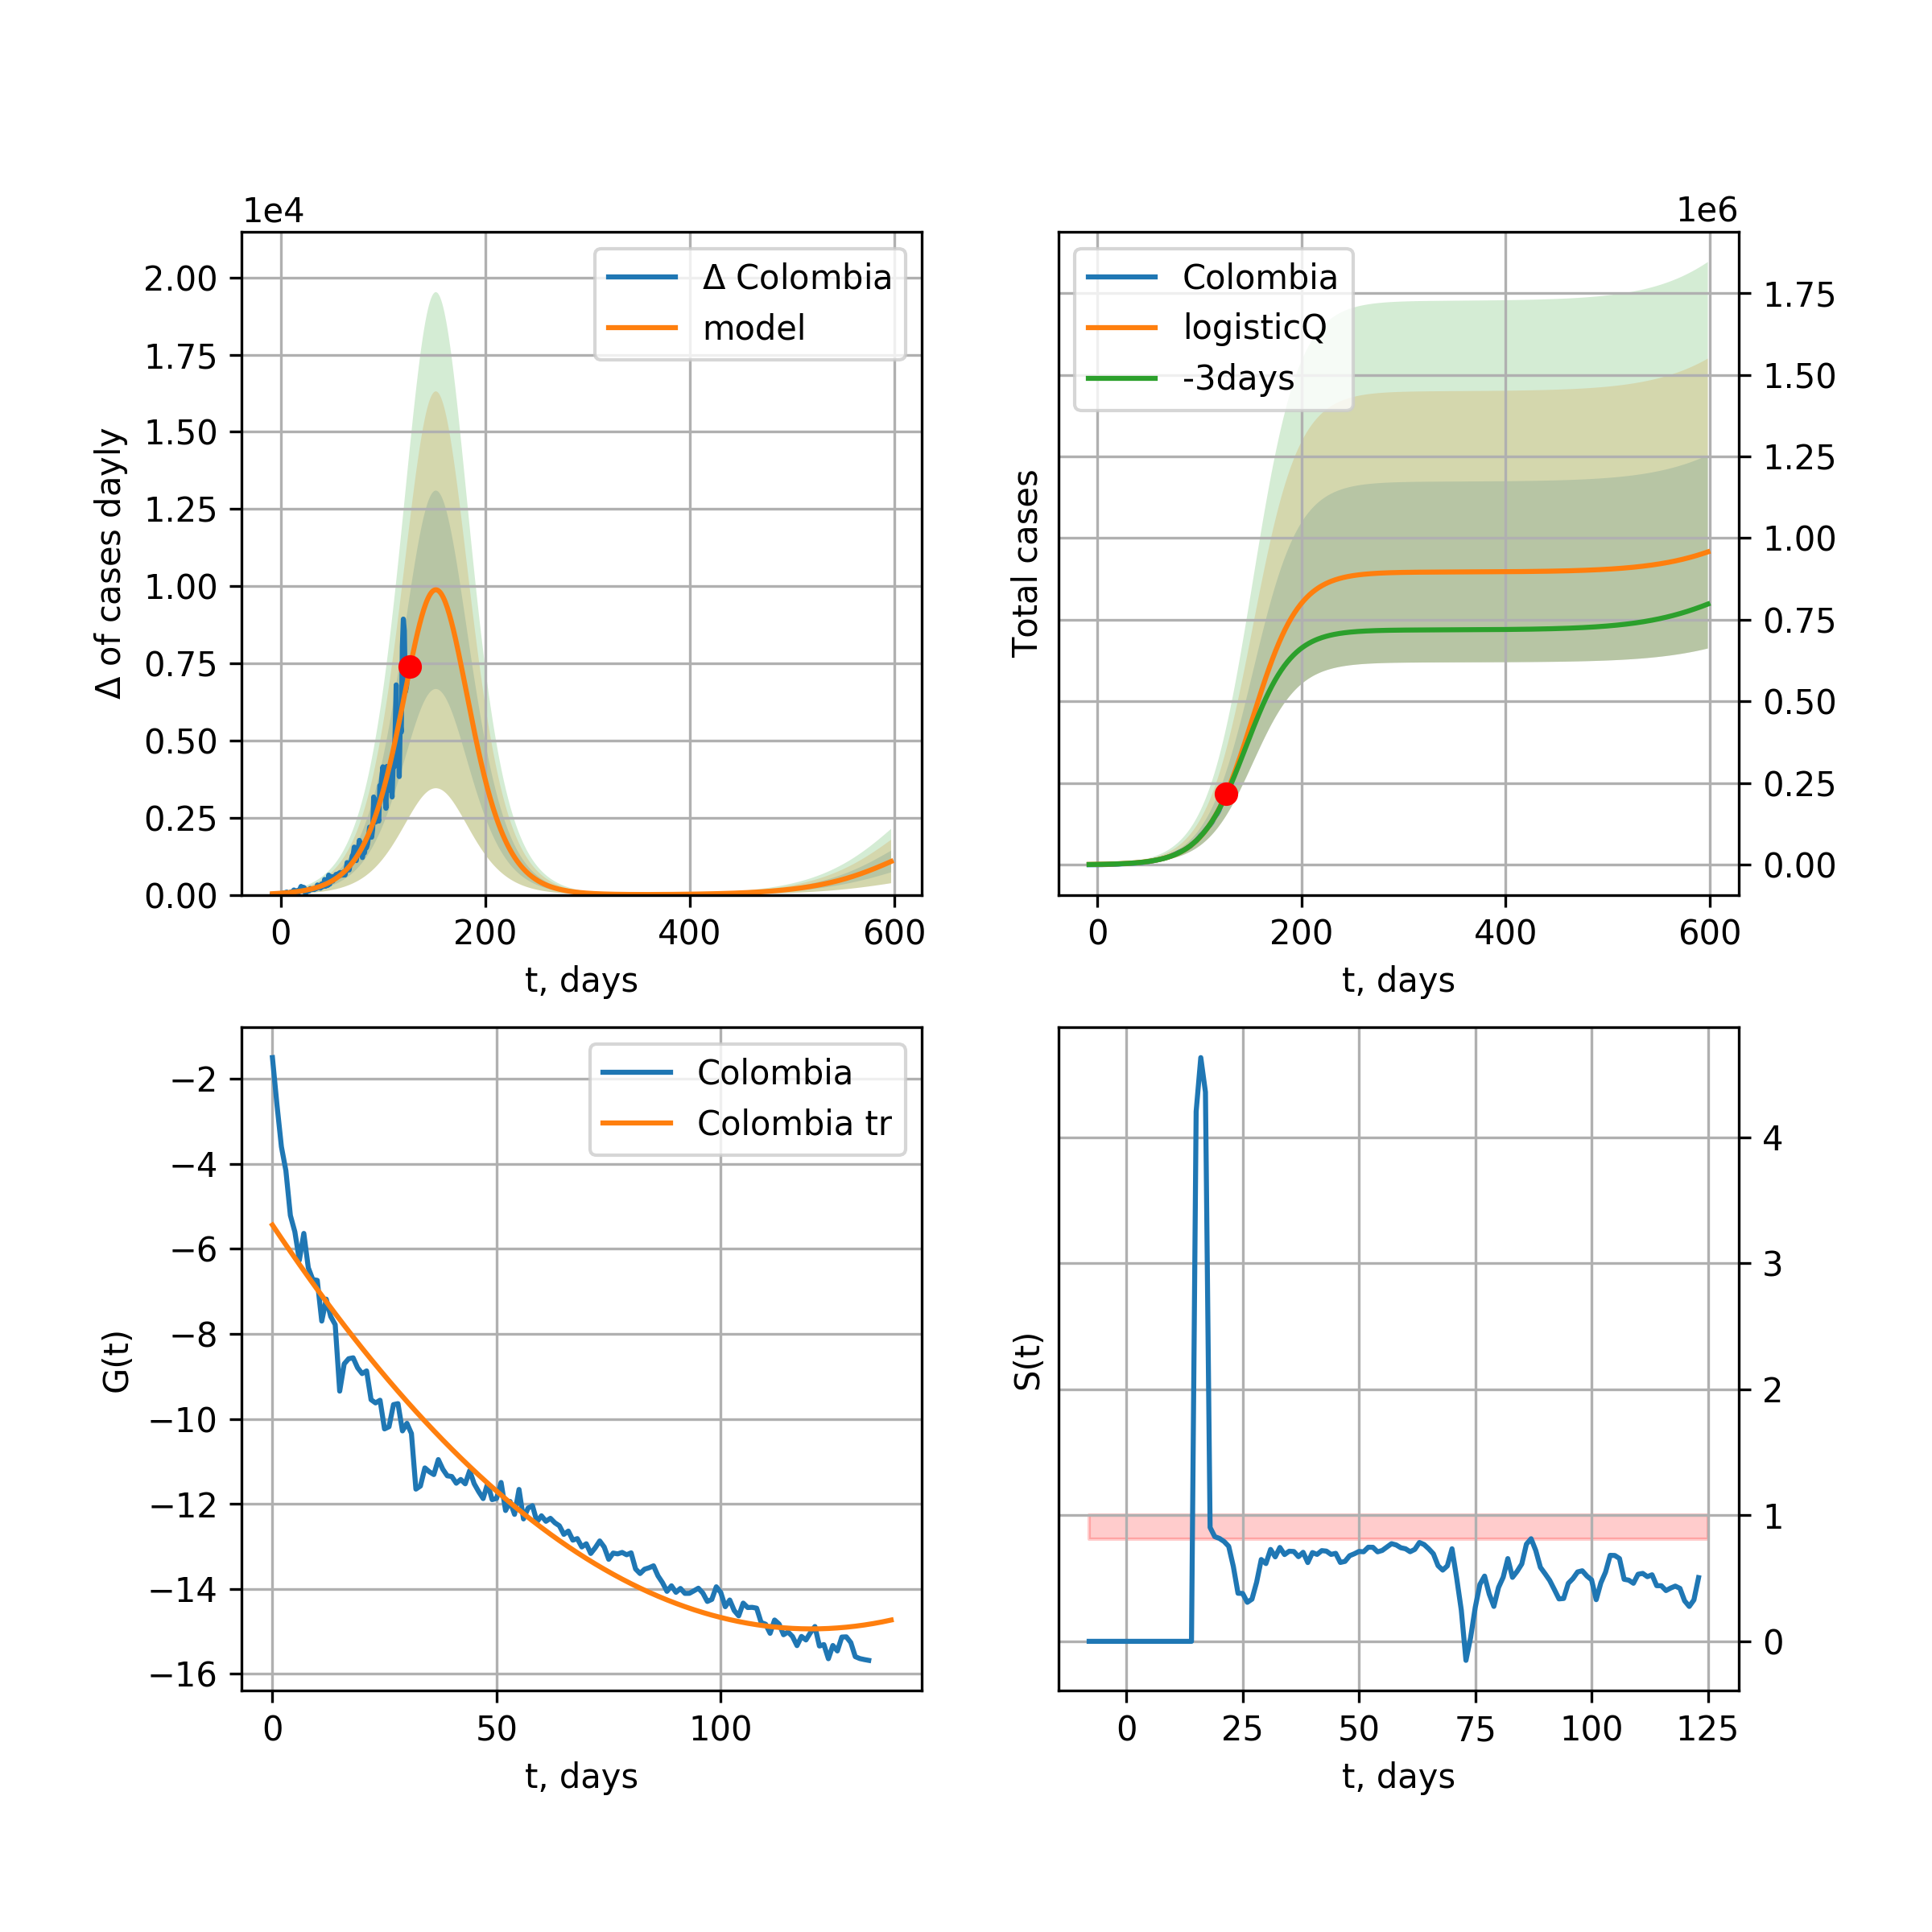 1e4
2.00
1.75
1.50
1.25
1.00
0.75
0.50
0.25
0.00
Δ of cases dayly
Δ Colombia
model
0 200 400 600
t, days
1e6
Colombia
logisticQ
-3days
Total cases
1.75
1.50
1.25
1.00
0.75
0.50
0.25
0.00
0 200 400 600
t, days
Colombia
Colombia tr
G(t)
−2
−4
−6
−8
−10
−12
−14
−16
0 50 100
t, days
S(t)
4
3
2
1
0
0 25 50 75 100 125
t, days